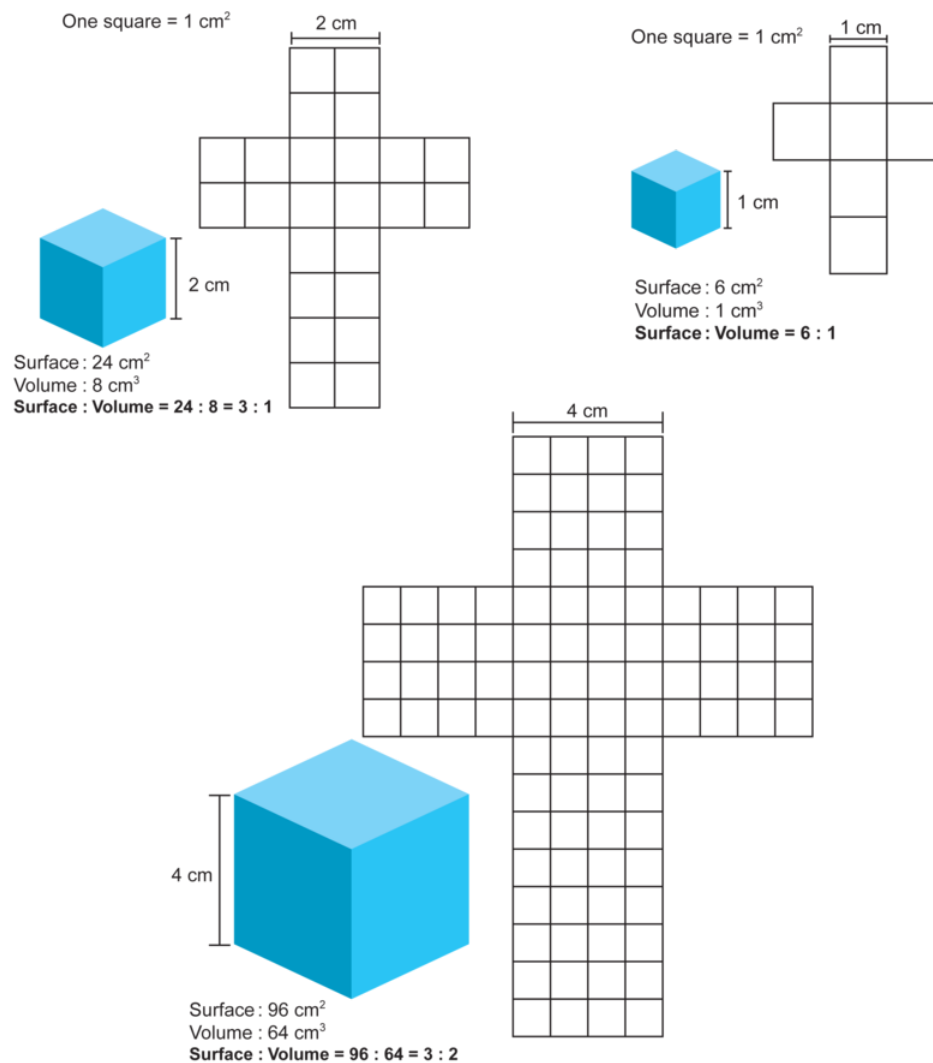 One square = 1 cm²
2 cm
2 cm
Surface : 24 cm²
Volume : 8 cm³
Surface : Volume = 24 : 8 = 3 : 1
One square = 1 cm²
1 cm
1 cm
Surface : 6 cm²
Volume : 1 cm³
Surface : Volume = 6 : 1
4 cm
4 cm
Surface : 96 cm²
Volume : 64 cm³
Surface : Volume = 96 : 64 = 3 : 2